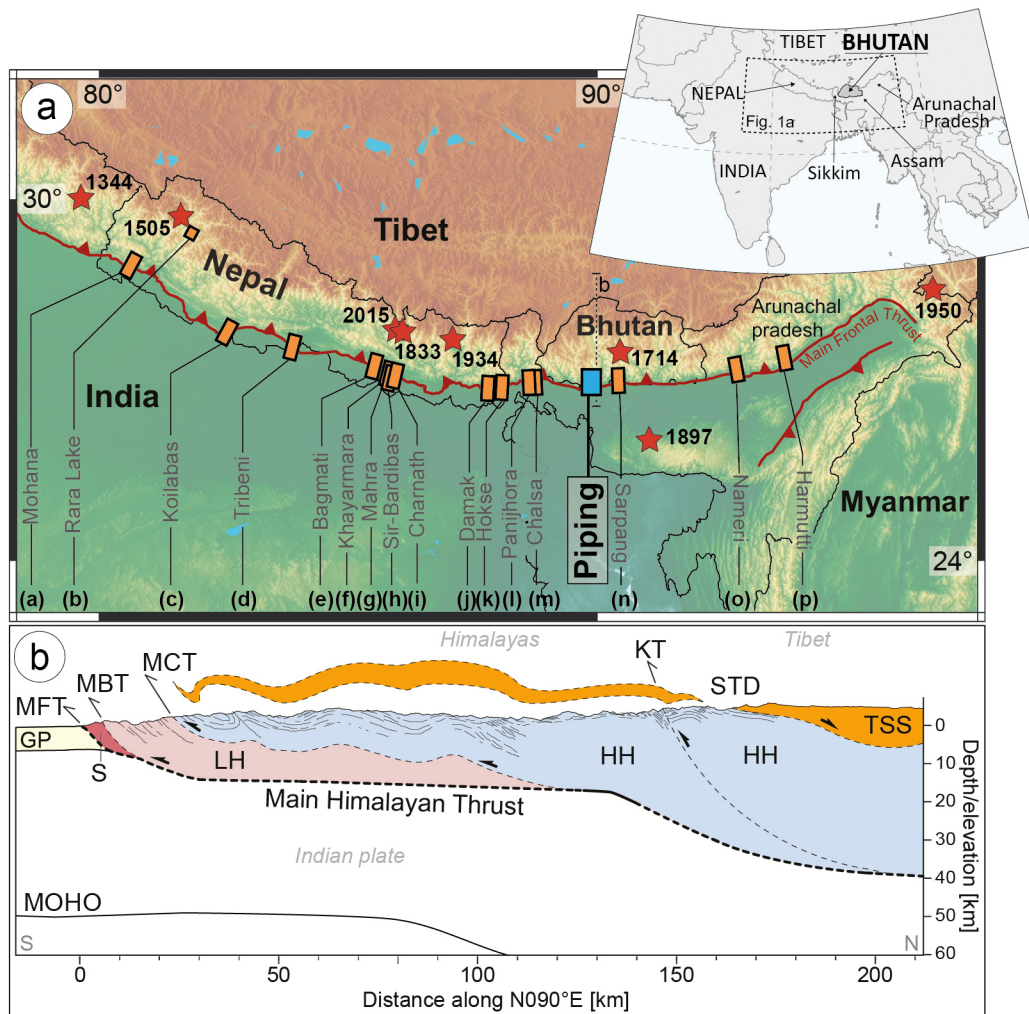 a
80°
90°
30°
24°
TIBET
BHUTAN
NEPAL
Arunachal
Pradesh
Fig. 1a
INDIA
Sikkim
Assam
1344
1505
Tibet
Nepal
2015
1833
1934
b
Bhutan
1714
Arunachal
pradesh
Main Frontal Thrust
1950
India
1897
Myanmar
Mohana
Rara Lake
Koilabas
Tribeni
Bagmati
Khayarmara
Mahra
Sir-Bardibas
Charnath
Damak
Hokse
Panijhora
Chalsa
Piping
Sarpang
Nameri
Harmutti
(a)
(b)
(c)
(d)
(e)
(f)
(g)
(h)
(i)
(j)
(k)
(l)
(m)
(n)
(o)
(p)
b
Himalayas
Tibet
MFT
MBT
MCT
KT
STD
GP
S
LH
HH
HH
TSS
Main Himalayan Thrust
Indian plate
MOHO
S
N
0
10
20
30
40
50
60
Depth/elevation [km]
0
50
100
150
200
Distance along N090°E [km]